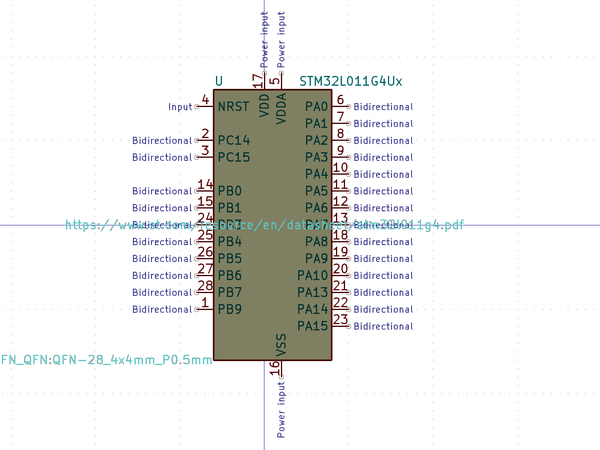 Power input
Power input
17
5
U
STM32L011G4Ux
VDD
VDDA
Input 4 NRST
PA0 6 Bidirectional
PA1 7 Bidirectional
Bidirectional 2 PC14
PA2 8 Bidirectional
Bidirectional 3 PC15
PA3 9 Bidirectional
PA4 10 Bidirectional
Bidirectional 14 PB0
PA5 11 Bidirectional
Bidirectional 15 PB1
PA6 12 Bidirectional
Bidirectional 24
13 Bidirectional
Bidirectional 25 PB4
PA8 18 Bidirectional
Bidirectional 26 PB5
PA9 19 Bidirectional
Bidirectional 27 PB6
PA10 20 Bidirectional
Bidirectional 28 PB7
PA13 21 Bidirectional
Bidirectional 1 PB9
PA14 22 Bidirectional
PA15 23 Bidirectional
VSS
FN_QFN:QFN-28_4x4mm_P0.5mm
16
Power input